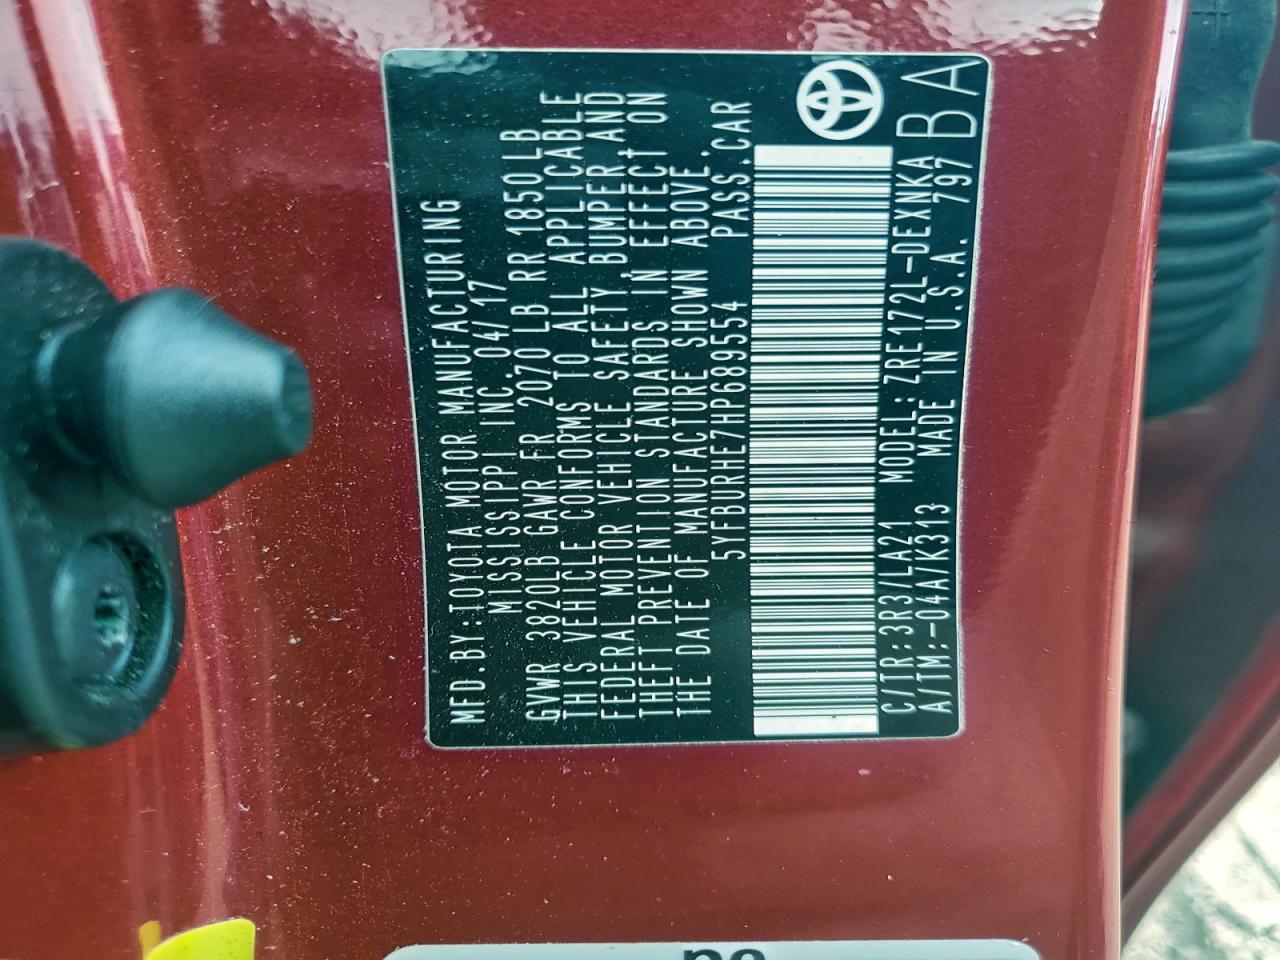 MFD.BY:TOYOTA MOTOR MANUFACTURING
MISSISSIPPI INC. 04/17
GVWR 3820LB GAWR FR 2070 LB RR 1850LB
THIS VEHICLE CONFORMS TO ALL APPLICABLE
FEDERAL MOTOR VEHICLE SAFETY,BUMPER,AND
THEFT PREVENTION STANDARDS IN EFFECT ON
THE DATE OF MANUFACTURE SHOWN ABOVE.
5YFBURHE7HP689554 PASS.CAR
C/TR:3R3/LA21 MODEL:ZRE172L-DEXNKA
A/TM:-04A/K313 MADE IN U.S.A. 797 BA